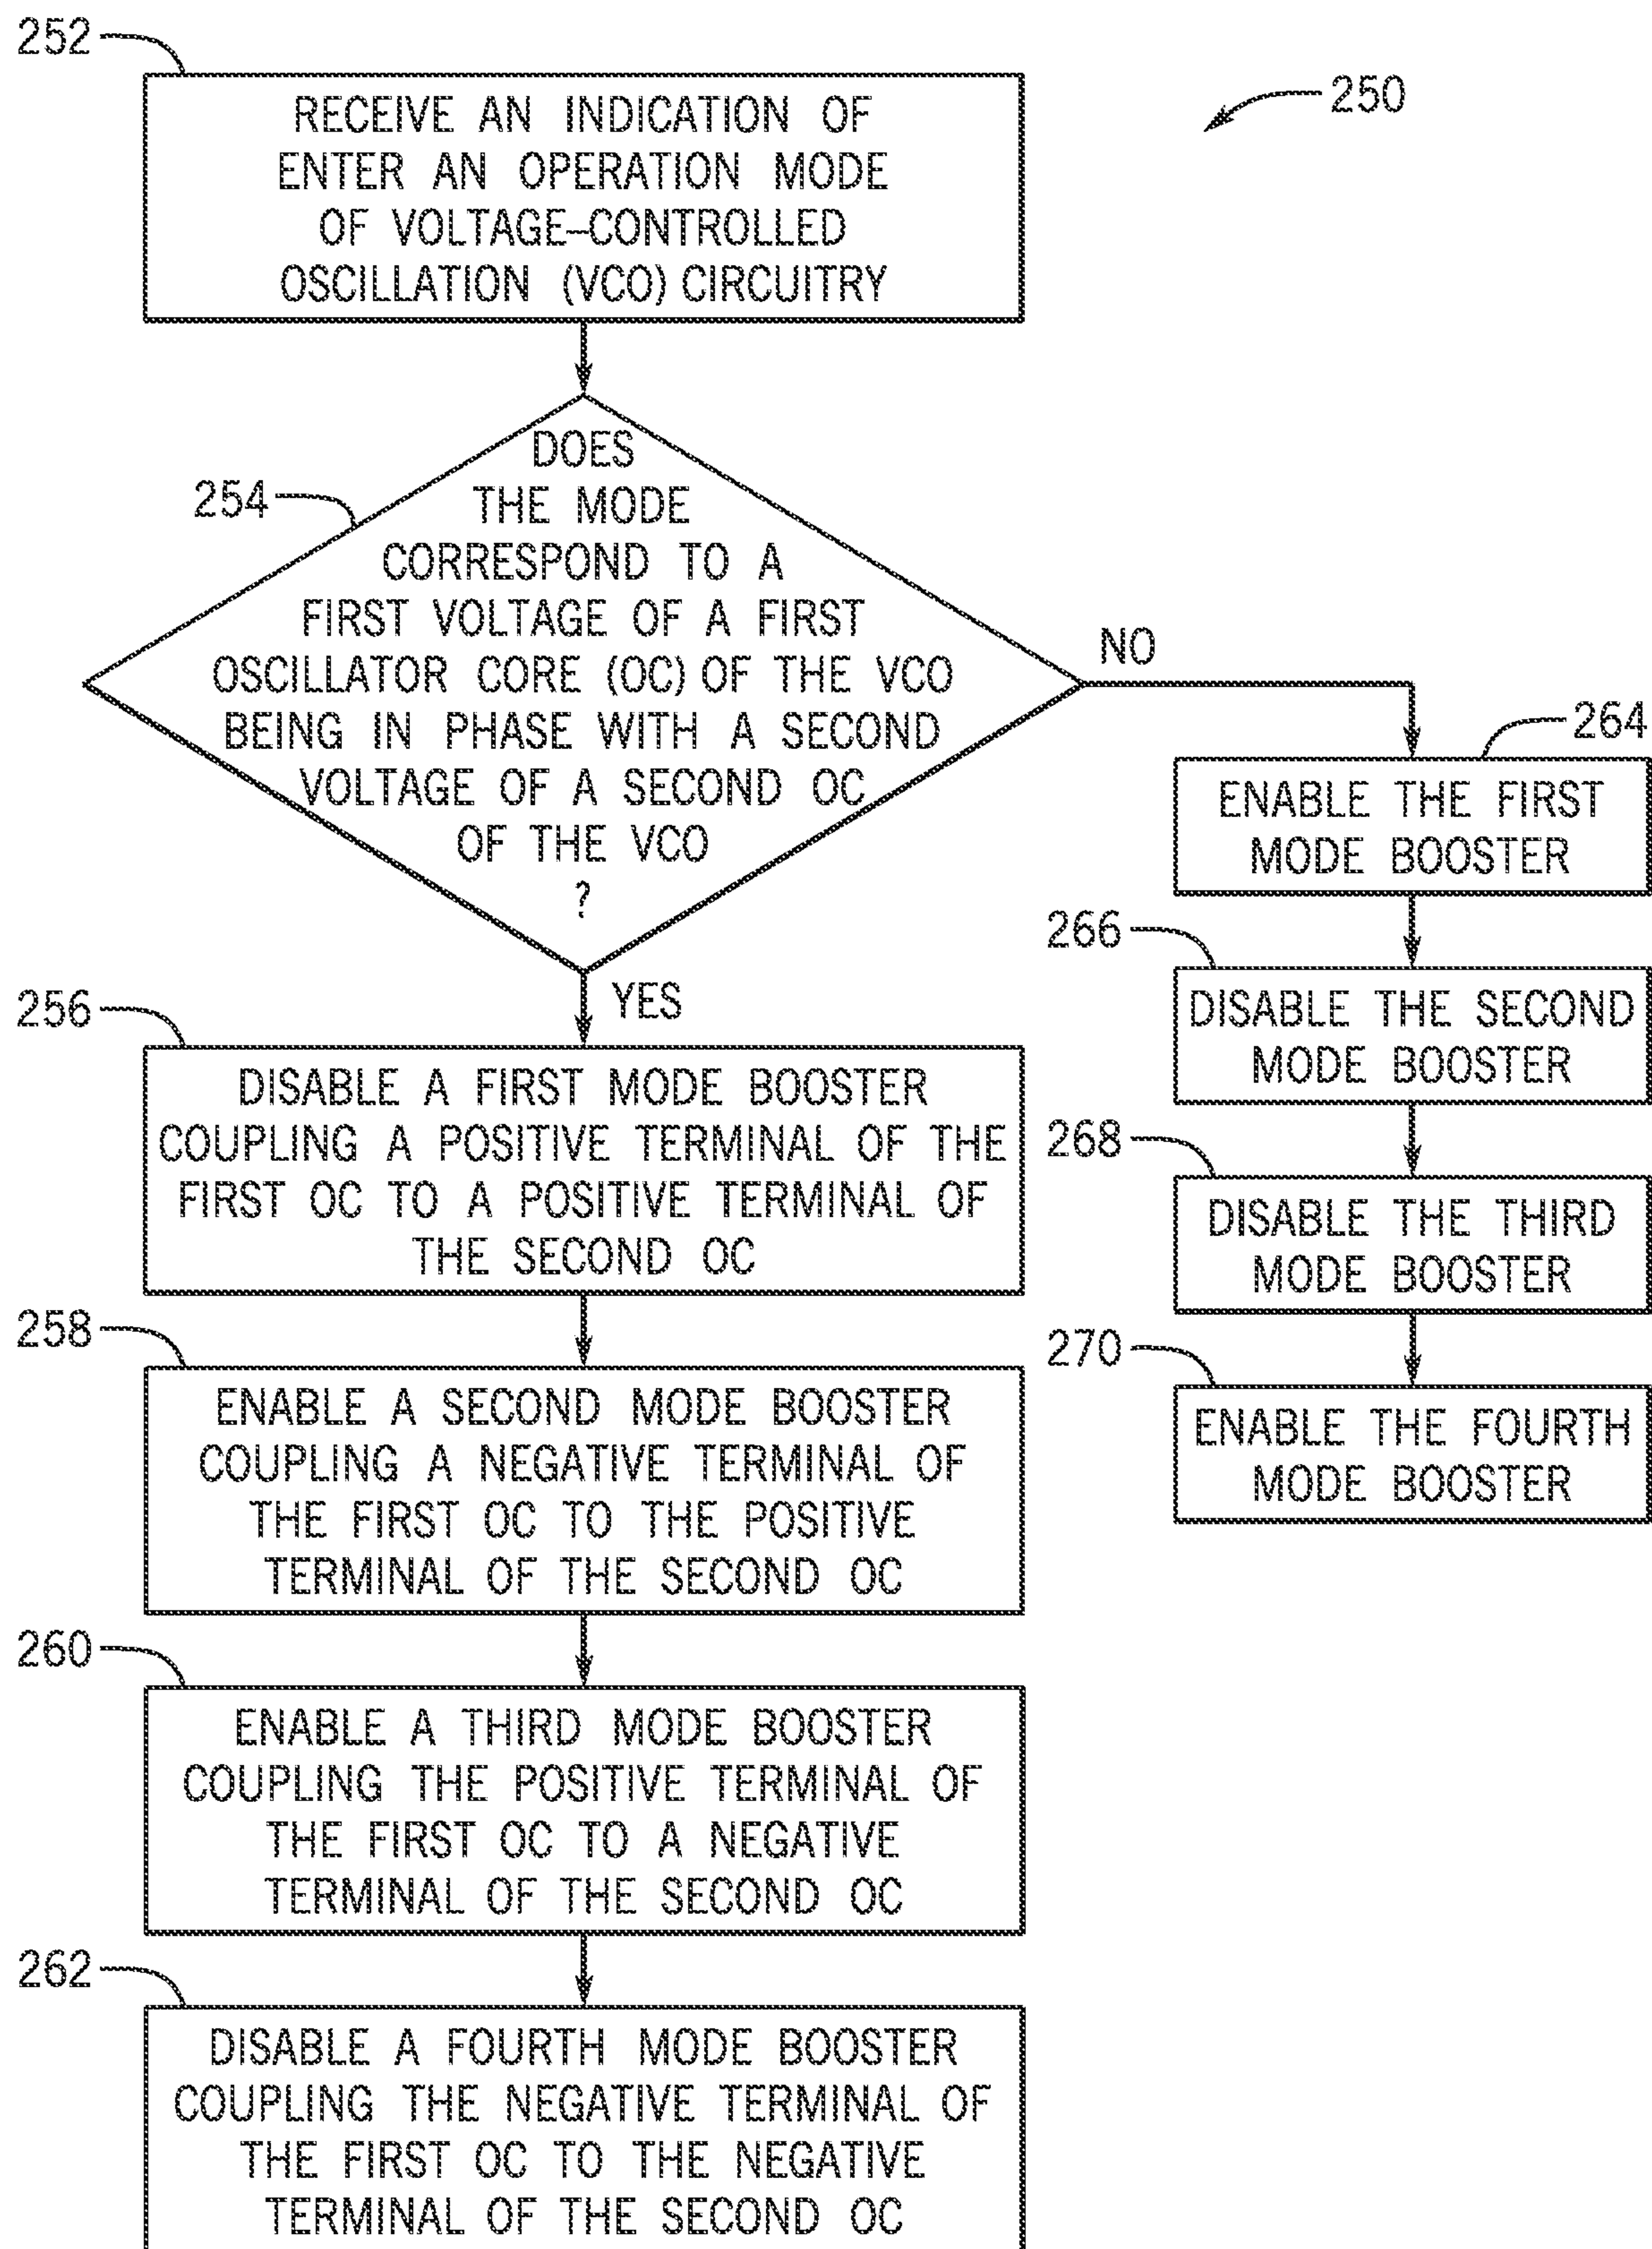 252
250
RECEIVE AN INDICATION OF
ENTER AN OPERATION MODE
OF VOLTAGE-CONTROLLED
OSCILLATION (VCO) CIRCUITRY
254
DOES
THE MODE
CORRESPOND TO A
FIRST VOLTAGE OF A FIRST
OSCILLATOR CORE (OC) OF THE VCO
BEING IN PHASE WITH A SECOND
VOLTAGE OF A SECOND OC
OF THE VCO
?
NO
YES
256
DISABLE A FIRST MODE BOOSTER
COUPLING A POSITIVE TERMINAL OF THE
FIRST OC TO A POSITIVE TERMINAL OF
THE SECOND OC
258
ENABLE A SECOND MODE BOOSTER
COUPLING A NEGATIVE TERMINAL OF
THE FIRST OC TO THE POSITIVE
TERMINAL OF THE SECOND OC
260
ENABLE A THIRD MODE BOOSTER
COUPLING THE POSITIVE TERMINAL OF
THE FIRST OC TO A NEGATIVE
TERMINAL OF THE SECOND OC
262
DISABLE A FOURTH MODE BOOSTER
COUPLING THE NEGATIVE TERMINAL OF
THE FIRST OC TO THE NEGATIVE
TERMINAL OF THE SECOND OC
264
ENABLE THE FIRST
MODE BOOSTER
266
DISABLE THE SECOND
MODE BOOSTER
268
DISABLE THE THIRD
MODE BOOSTER
270
ENABLE THE FOURTH
MODE BOOSTER